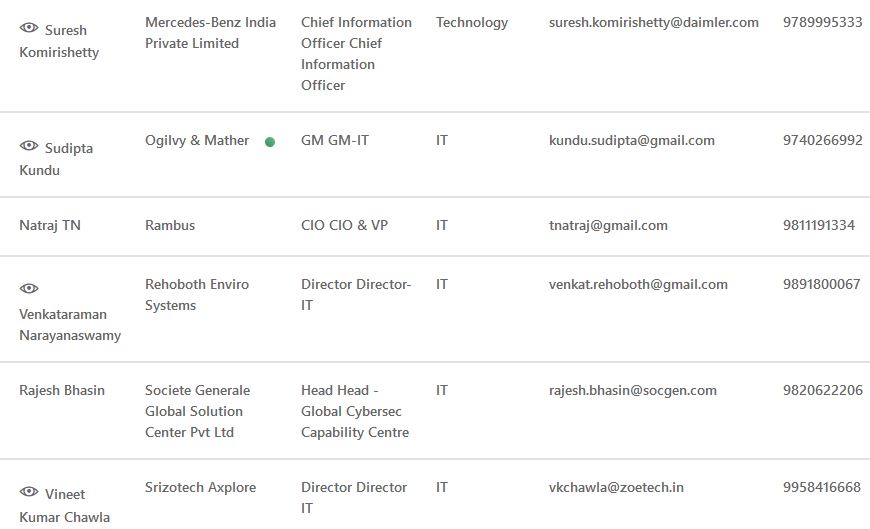 Suresh Komirishetty Mercedes-Benz India Private Limited Chief Information Officer Chief Information Officer Technology suresh.komirishetty@daimler.com 9789995333
Sudipta Kundu Ogilvy & Mather GM GM-IT IT kundu.sudipta@gmail.com 9740266992
Natraj TN Rambus CIO CIO & VP IT tnatraj@gmail.com 9811191334
Venkataraman Narayanaswamy Rehoboth Enviro Systems Director Director-IT IT venkat.rehoboth@gmail.com 9891800067
Rajesh Bhasin Societe Generale Global Solution Center Pvt Ltd Head Head - Global Cybersec Capability Centre IT rajesh.bhasin@socgen.com 9820622206
Vineet Kumar Chawla Srizotech Axplore Director Director IT IT vkchawla@zoetech.in 9958416668